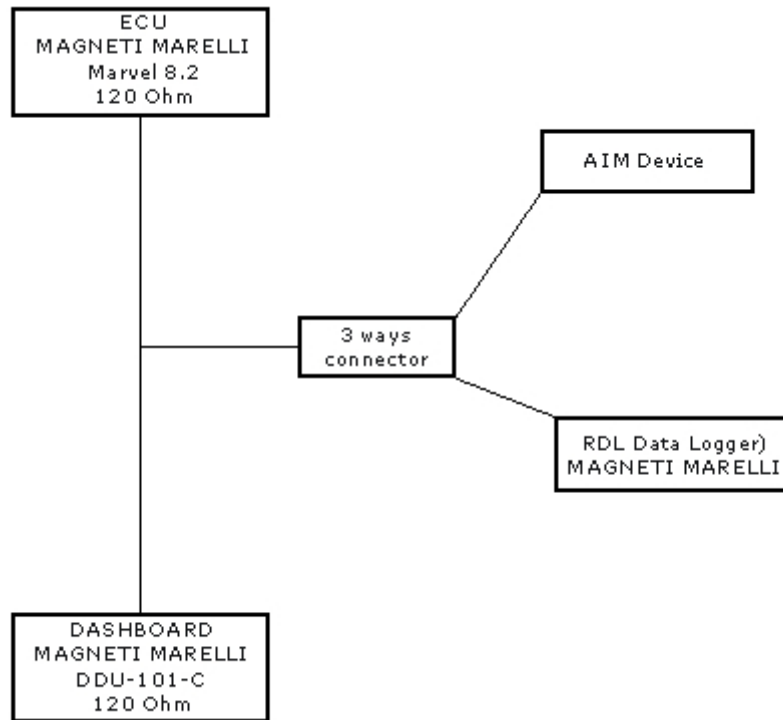 ECU
MAGNETI MARELLI
Marvel 8.2
120 Ohm
AIM Device
3 ways
connector
RDL Data Logger)
MAGNETI MARELLI
DASHBOARD
MAGNETI MARELLI
DDU-101-C
120 Ohm